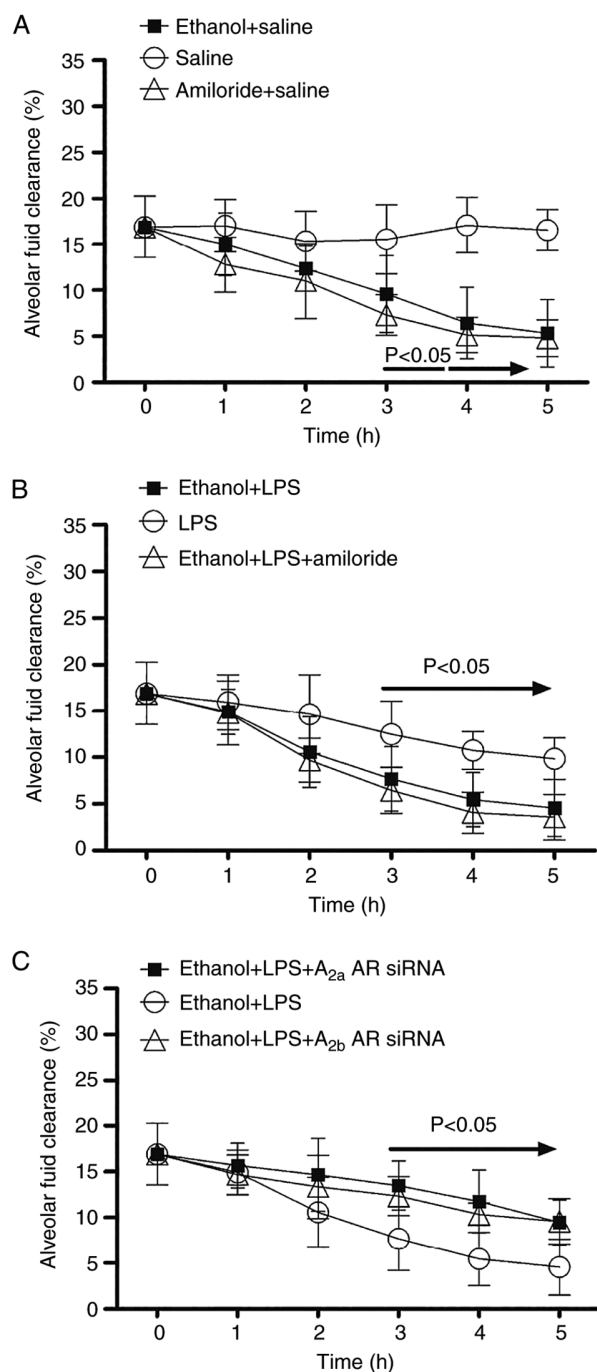 A
Ethanol+saline
Saline
Amiloride+saline
Alveolar fuid clearance (%)
35
30
25
20
15
10
5
0
P<0.05
0 1 2 3 4 5
Time (h)
B
Ethanol+LPS
LPS
Ethanol+LPS+amiloride
Alveolar fuid clearance (%)
35
30
25
20
15
10
5
0
P<0.05
0 1 2 3 4 5
Time (h)
C
Ethanol+LPS+A2a AR siRNA
Ethanol+LPS
Ethanol+LPS+A2b AR siRNA
Alveolar fuid clearance (%)
35
30
25
20
15
10
5
0
P<0.05
0 1 2 3 4 5
Time (h)